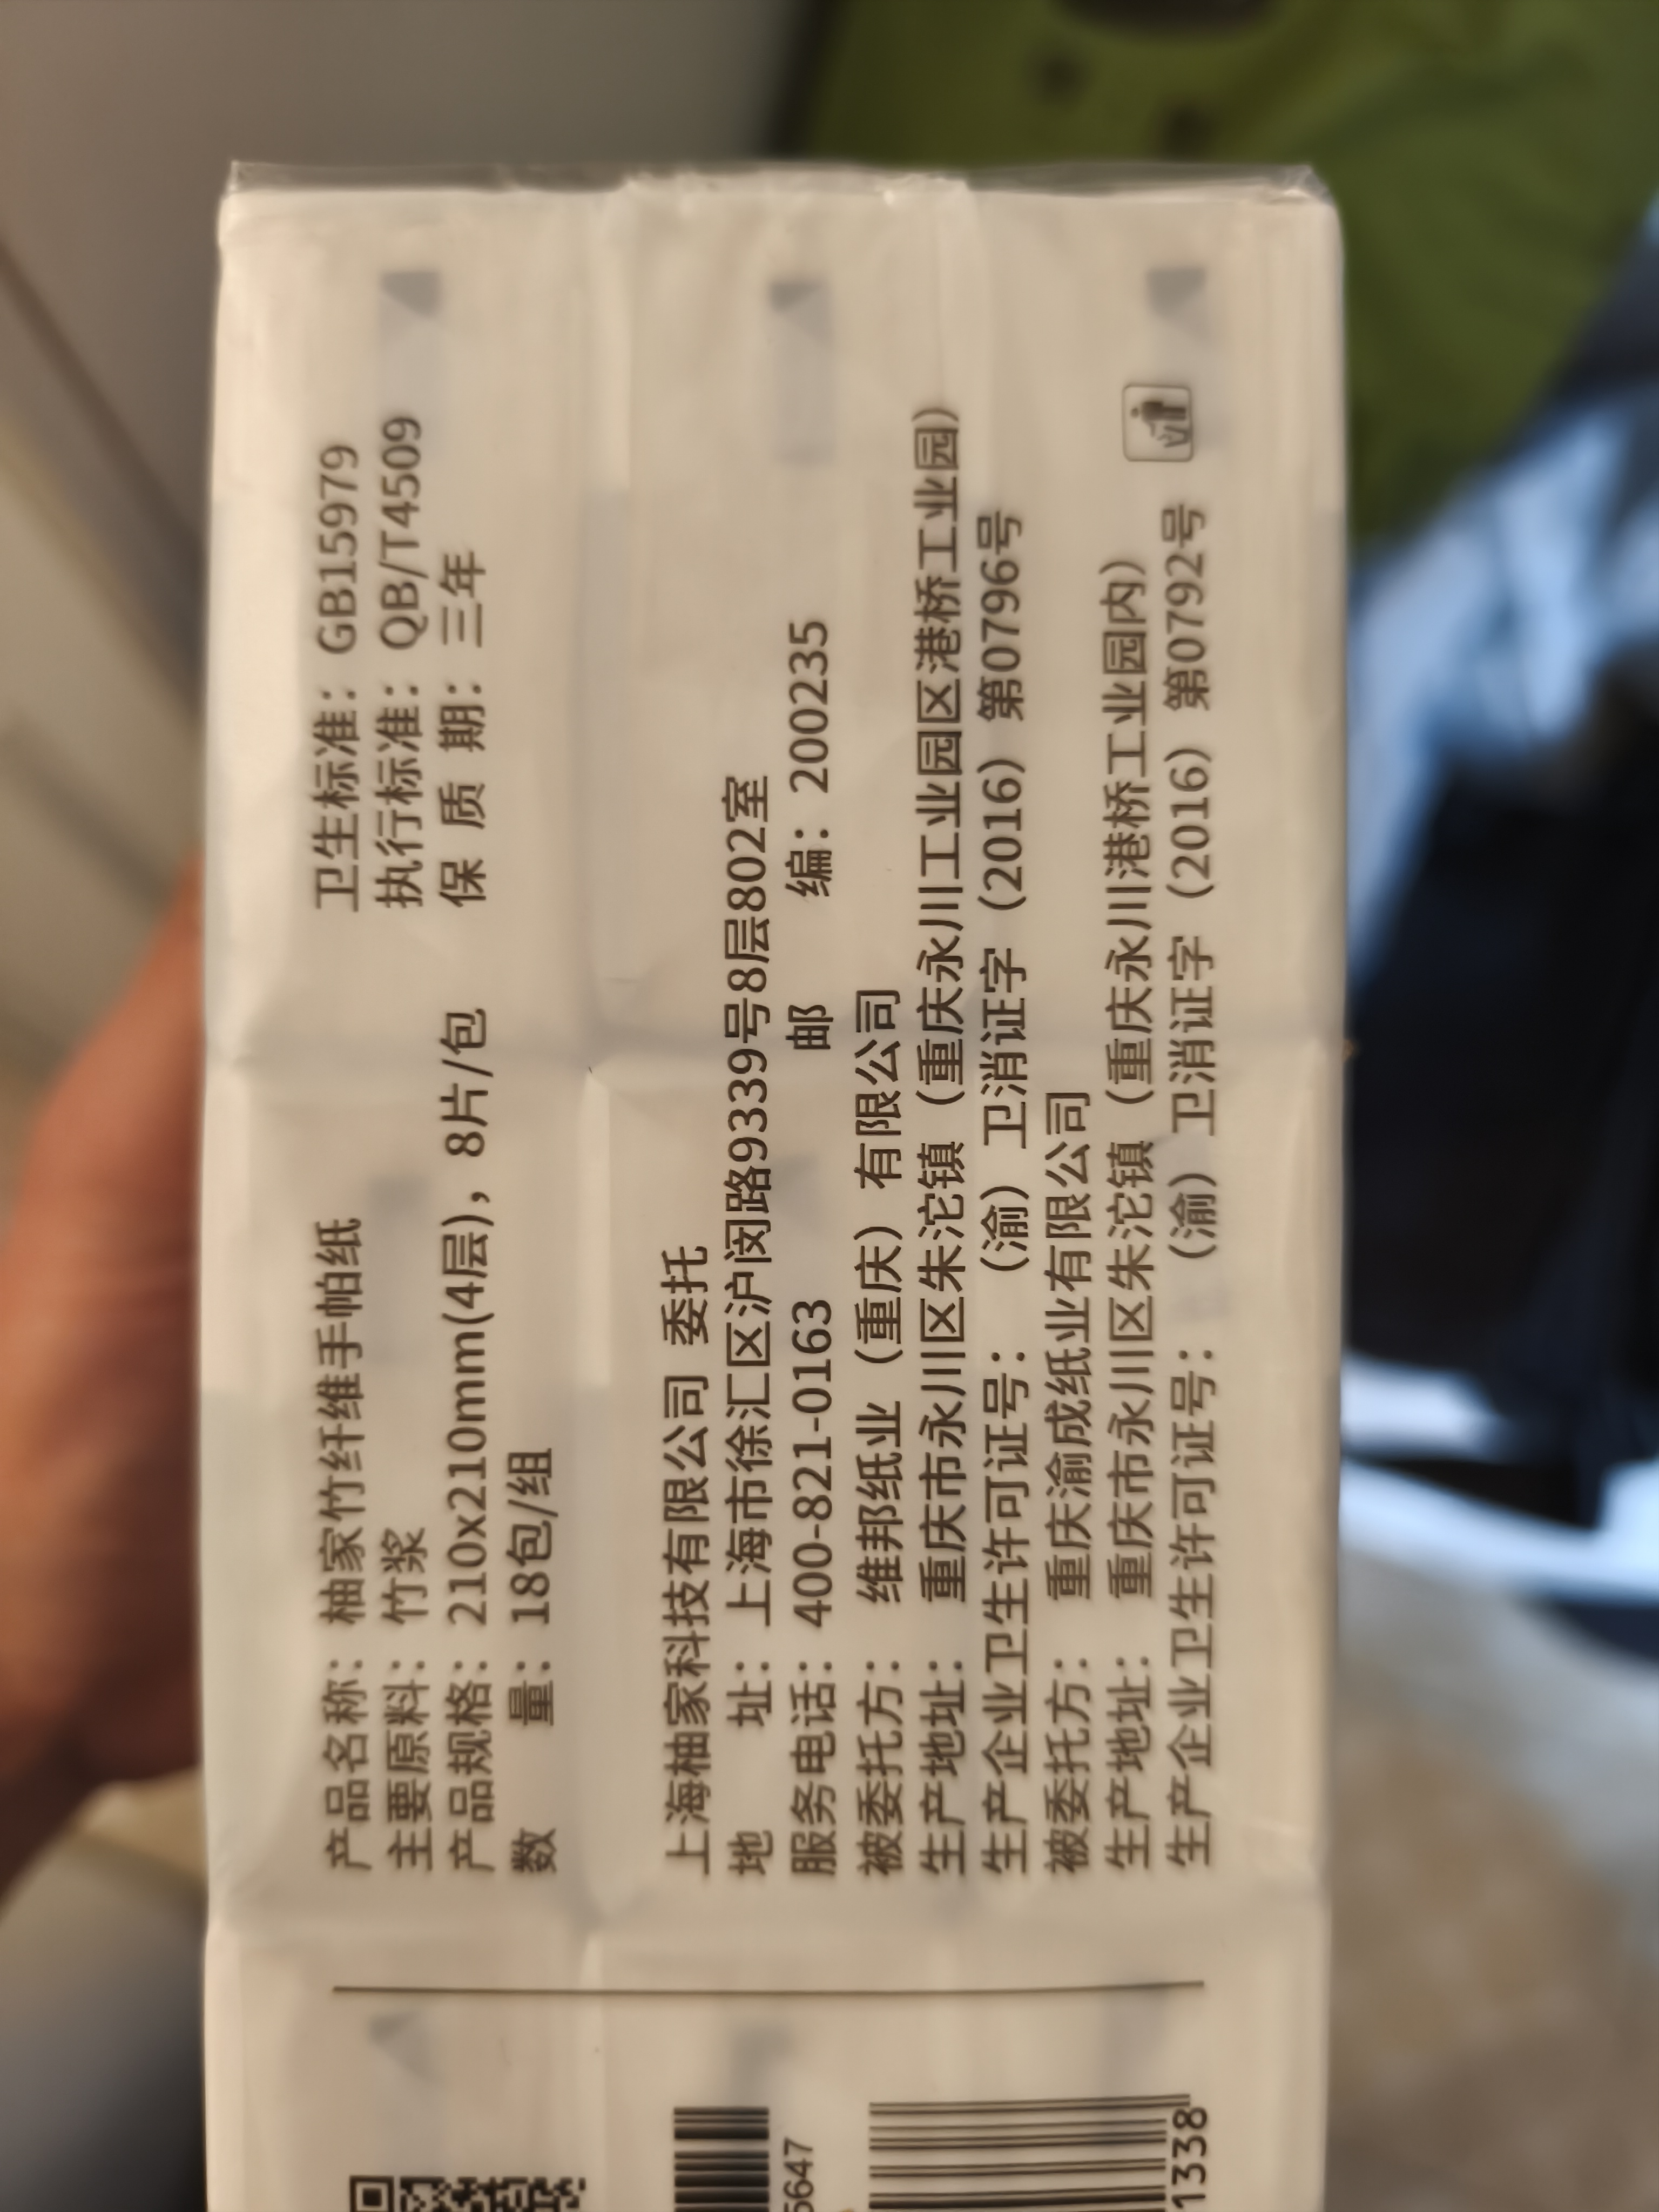 产品名称：柚家竹纤维手帕纸 卫生标准：GB15979
主要原料：竹浆 执行标准：QB/T4509
产品规格：210x210mm(4层)，8片/包 保 质 期：三年
数 量：18包/组
上海柚家科技有限公司 委托
地 址：上海市徐汇区沪闵路9339号8层802室
服务电话：400-821-0163 邮 编：200235
被委托方：维邦纸业（重庆）有限公司
生产地址：重庆市永川区朱沱镇（重庆永川工业园区港桥工业园）
生产企业卫生许可证号：（渝）卫消证字（2016）第0796号
被委托方：重庆渝成纸业有限公司
生产地址：重庆市永川区朱沱镇（重庆永川港桥工业园内）
生产企业卫生许可证号：（渝）卫消证字（2016）第0792号
5647
1338